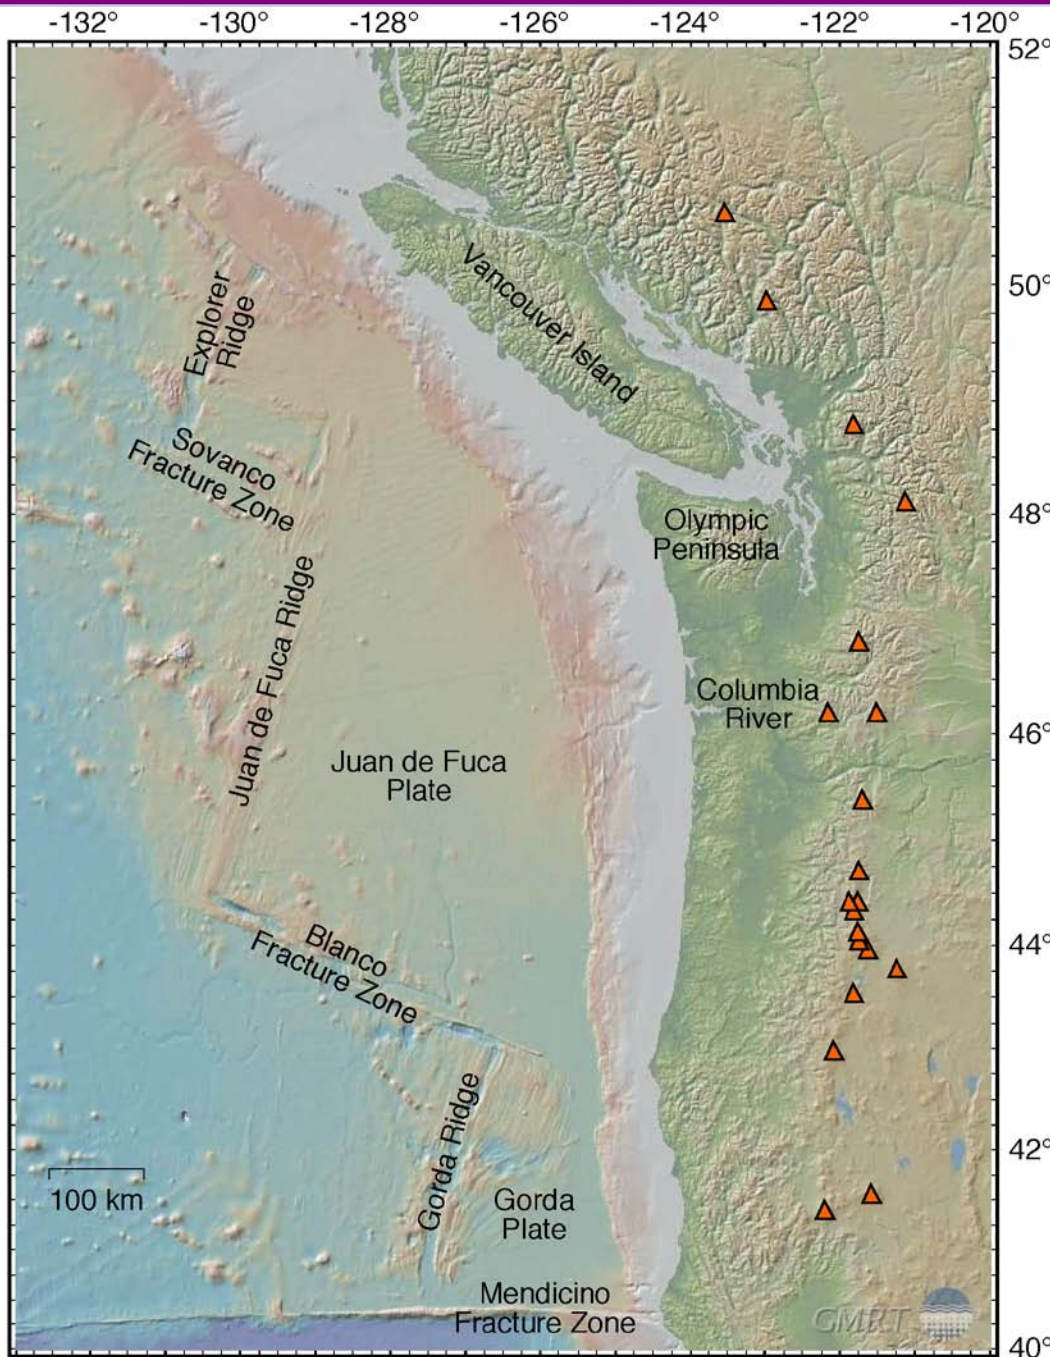 -132° -130° -128° -126° -124° -122° -120°
52°
50°
Explorer
Ridge
Vancouver Island
Sovanco
Fracture Zone
48°
Olympic
Peninsula
Juan de Fuca Ridge
Columbia
River
46°
Juan de Fuca
Plate
44°
Blanco
Fracture Zone
42°
Gorda Ridge
100 km
Gorda
Plate
Mendicino
Fracture Zone
GMRT
40°